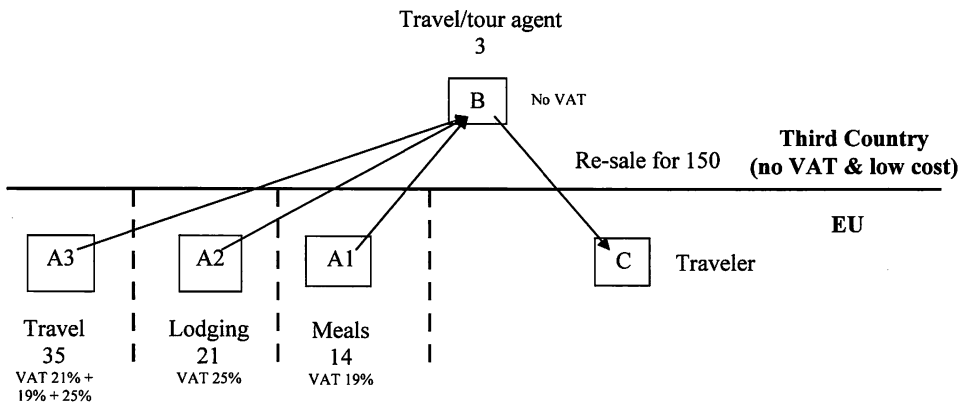 Travel/tour agent
3
B
No VAT
Third Country
(no VAT & low cost)
Re-sale for 150
EU
A3
A2
A1
C
Traveler
Travel
35
VAT 21% +
19% + 25%
Lodging
21
VAT 25%
Meals
14
VAT 19%